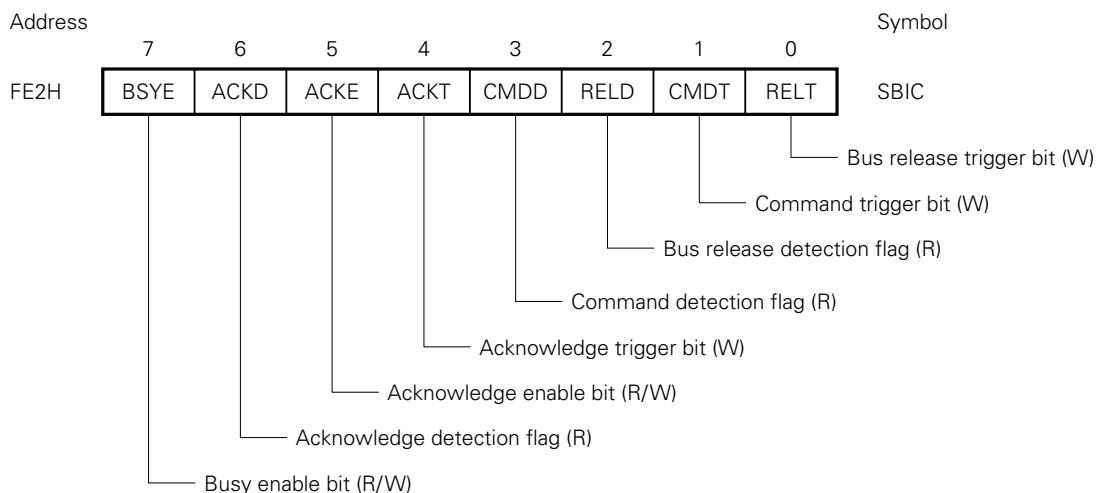 Address Symbol
7 6 5 4 3 2 1 0
FE2H BSYE ACKD ACKE ACKT CMDD RELD CMDT RELT SBIC
Bus release trigger bit (W)
Command trigger bit (W)
Bus release detection flag (R)
Command detection flag (R)
Acknowledge trigger bit (W)
Acknowledge enable bit (R/W)
Acknowledge detection flag (R)
Busy enable bit (R/W)